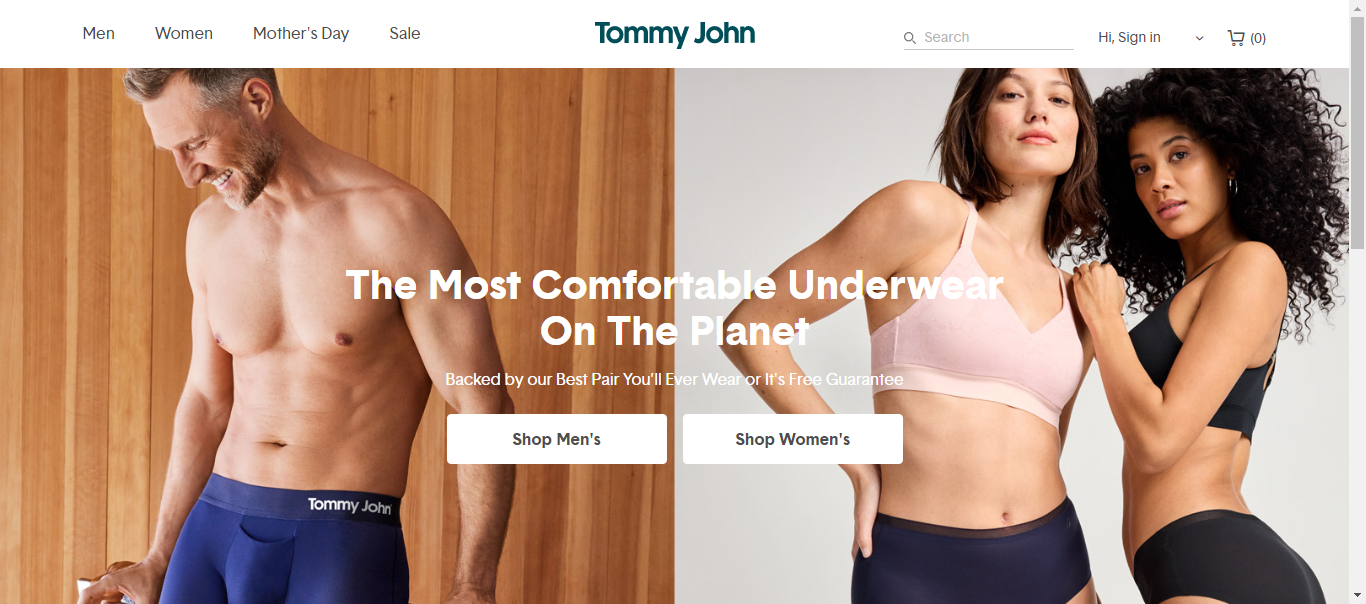 Men Women Mother's Day Sale Tommy John Search Hi, Sign in (0)
The Most Comfortable Underwear
On The Planet
Backed by our Best Pair You'll Ever Wear or It's Free Guarantee
Shop Men's Shop Women's
Tommy John